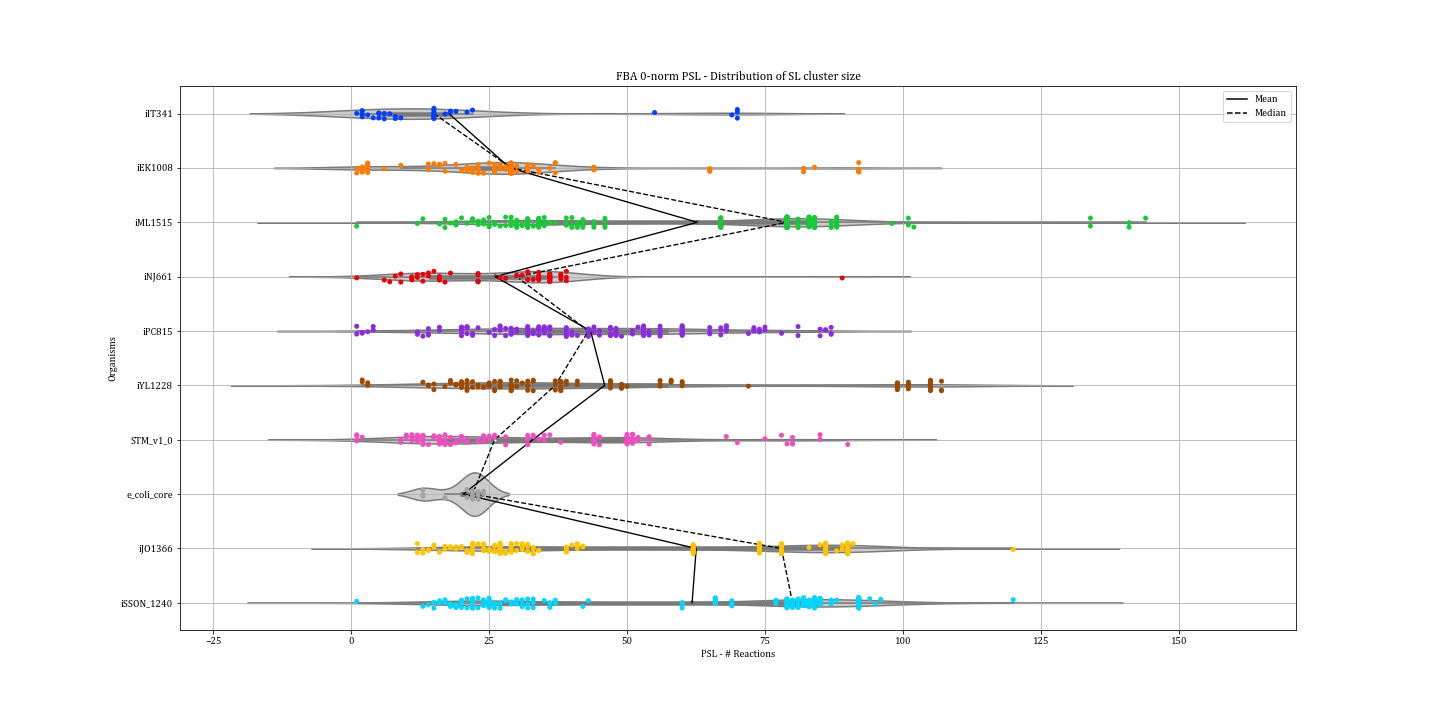 FBA 0-norm PSL - Distribution of SL cluster size
Mean
Median
Organisms
iIT341
iEK1008
iML1515
iNJ661
iPC815
iYL1228
STM_v1_0
e_coli_core
iJO1366
iSSON_1240
−25
0
25
50
75
100
125
150
PSL - # Reactions